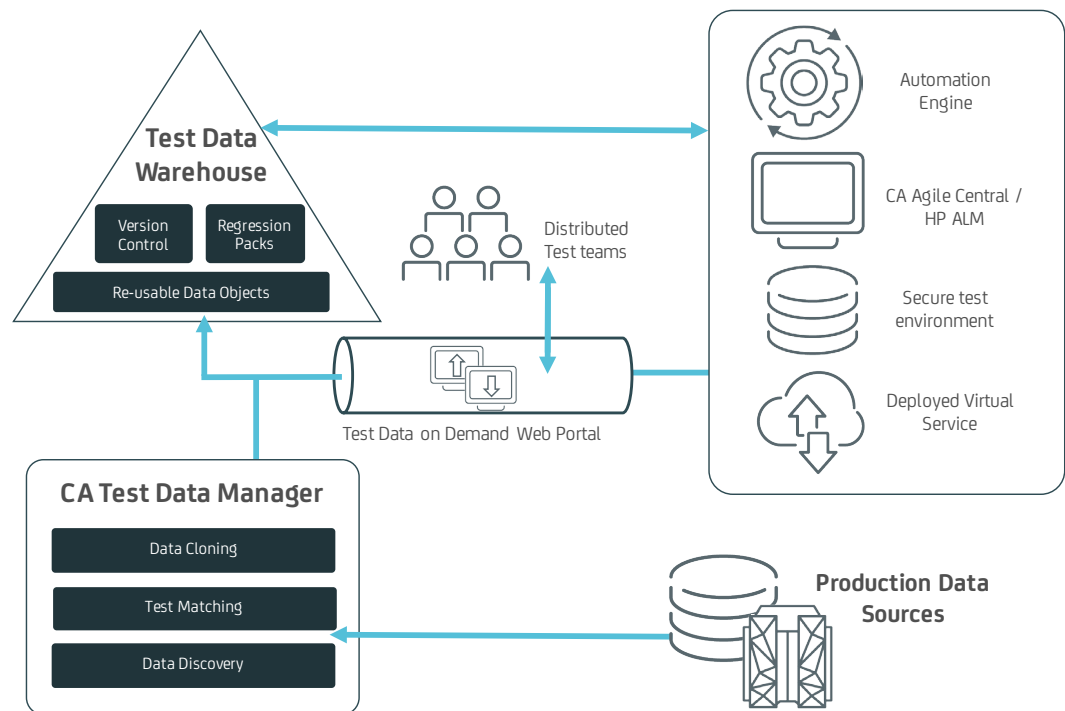 Test Data
Warehouse
Version
Control
Regression
Packs
Re-usable Data Objects
Distributed
Test teams
Test Data on Demand Web Portal
Automation
Engine
CA Agile Central /
HP ALM
Secure test
environment
Deployed Virtual
Service
CA Test Data Manager
Data Cloning
Test Matching
Data Discovery
Production Data
Sources